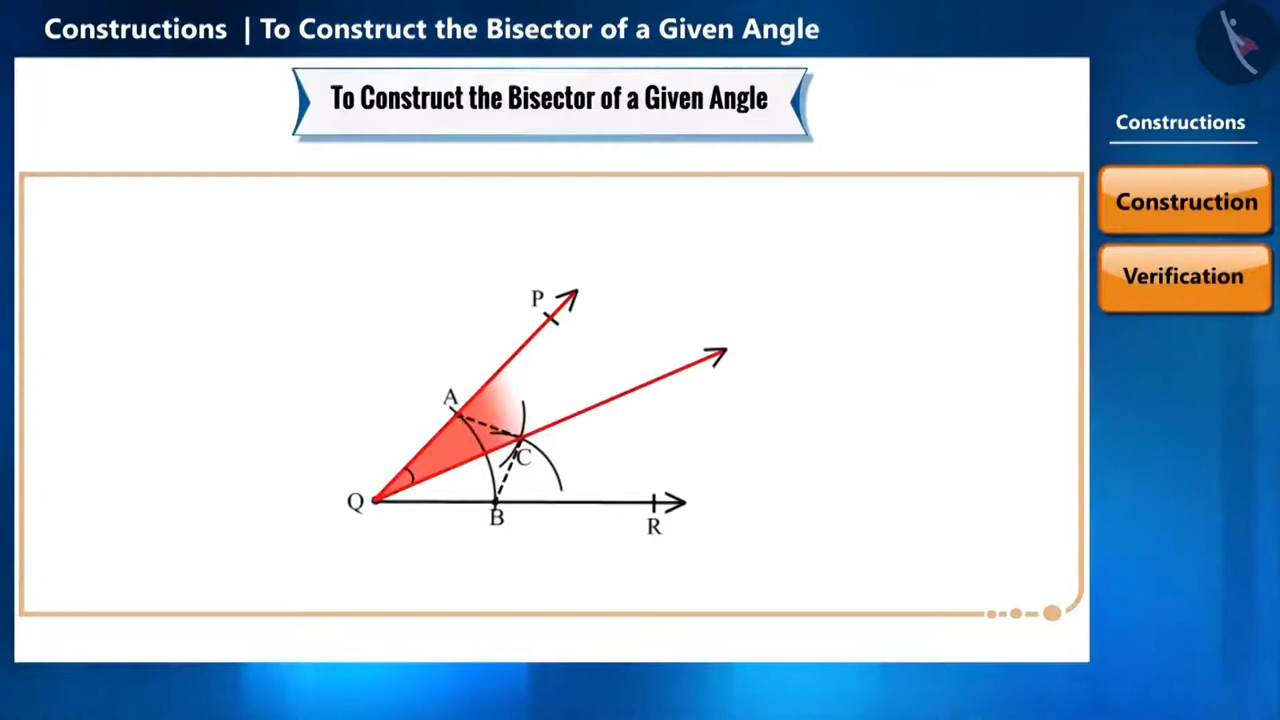 Constructions | To Construct the Bisector of a Given Angle
To Construct the Bisector of a Given Angle
Constructions
Construction
Verification
P
A
C
Q
B
R